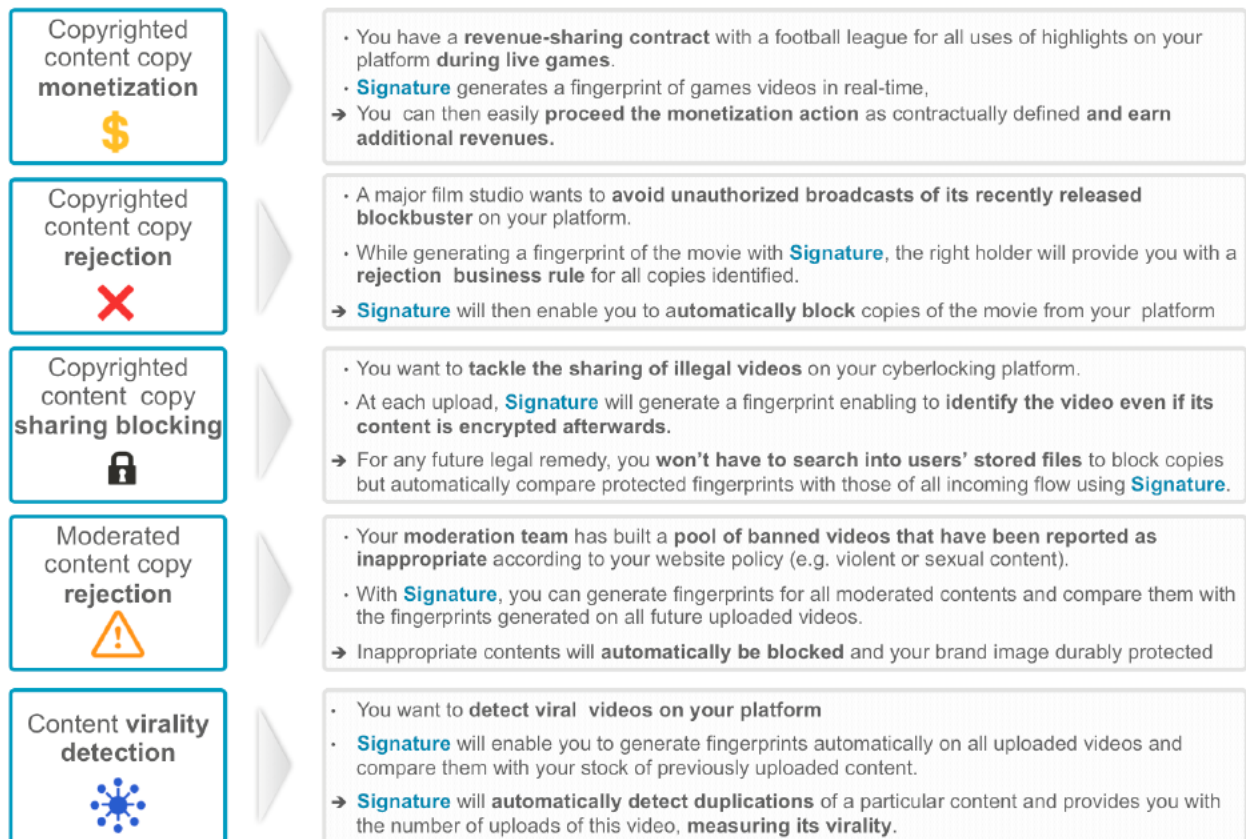 Copyrighted
content copy
monetization
$
· You have a revenue-sharing contract with a football league for all uses of highlights on your
platform during live games.
· Signature generates a fingerprint of games videos in real-time,
➔ You can then easily proceed the monetization action as contractually defined and earn
additional revenues.
Copyrighted
content copy
rejection
· A major film studio wants to avoid unauthorized broadcasts of its recently released
blockbuster on your platform.
· While generating a fingerprint of the movie with Signature, the right holder will provide you with a
rejection business rule for all copies identified.
➔ Signature will then enable you to automatically block copies of the movie from your platform
Copyrighted
content copy
sharing blocking
· You want to tackle the sharing of illegal videos on your cyberlocking platform.
· At each upload, Signature will generate a fingerprint enabling to identify the video even if its
content is encrypted afterwards.
➔ For any future legal remedy, you won't have to search into users' stored files to block copies
but automatically compare protected fingerprints with those of all incoming flow using Signature.
Moderated
content copy
rejection
· Your moderation team has built a pool of banned videos that have been reported as
inappropriate according to your website policy (e.g. violent or sexual content).
· With Signature, you can generate fingerprints for all moderated contents and compare them with
the fingerprints generated on all future uploaded videos.
➔ Inappropriate contents will automatically be blocked and your brand image durably protected
Content virality
detection
· You want to detect viral videos on your platform
· Signature will enable you to generate fingerprints automatically on all uploaded videos and
compare them with your stock of previously uploaded content.
➔ Signature will automatically detect duplications of a particular content and provides you with
the number of uploads of this video, measuring its virality.